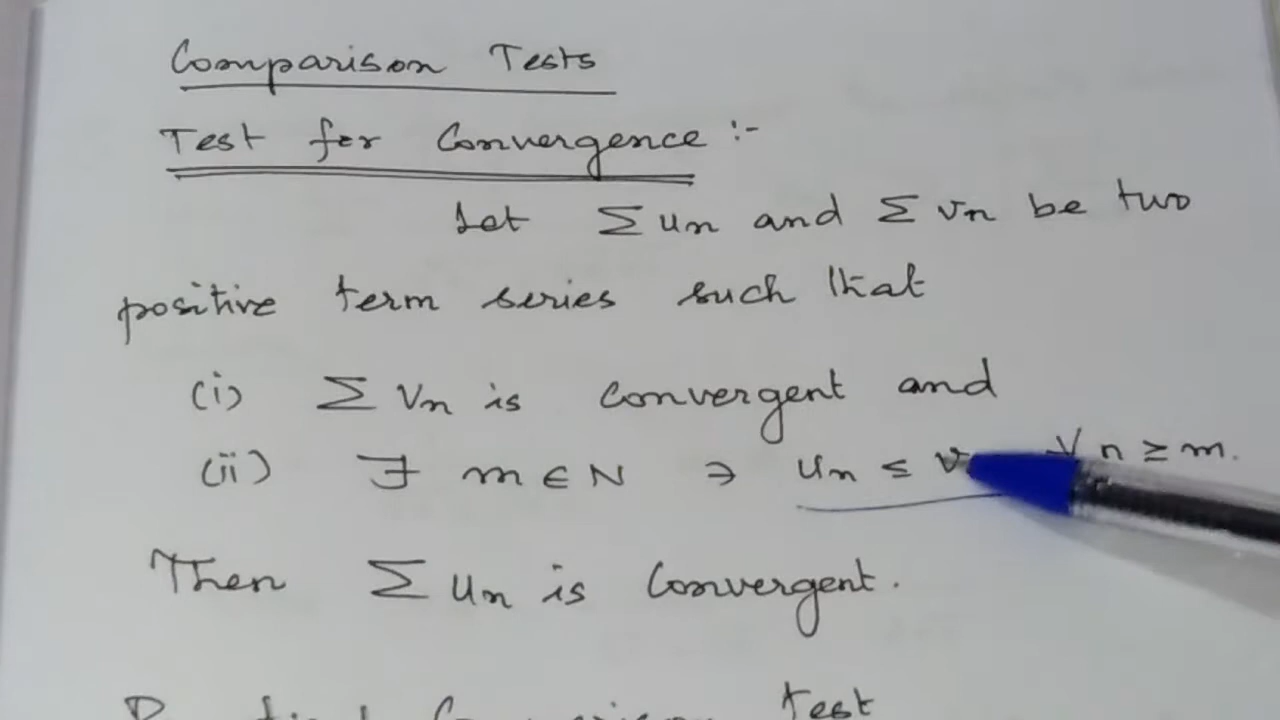 Comparison Tests
Test for Convergence :-
Let Σ un and Σ vn be two
positive term series such that
(i) Σ vn is convergent and
(ii) ∃ m ∈ N ∋ un ≤ v ∀ n ≥ m.
Then Σ un is Convergent.
Test